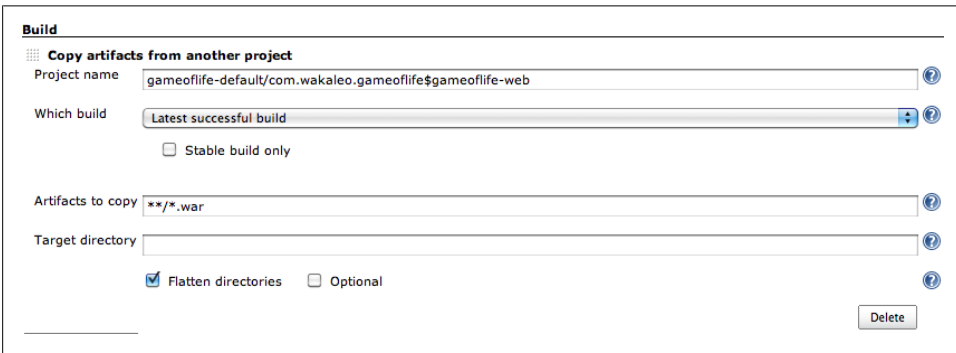 Build
Copy artifacts from another project
Project name gameoflife-default/com.wakaleo.gameoflife$gameoflife-web
Which build Latest successful build
Stable build only
Artifacts to copy **/*.war
Target directory
Flatten directories Optional
Delete